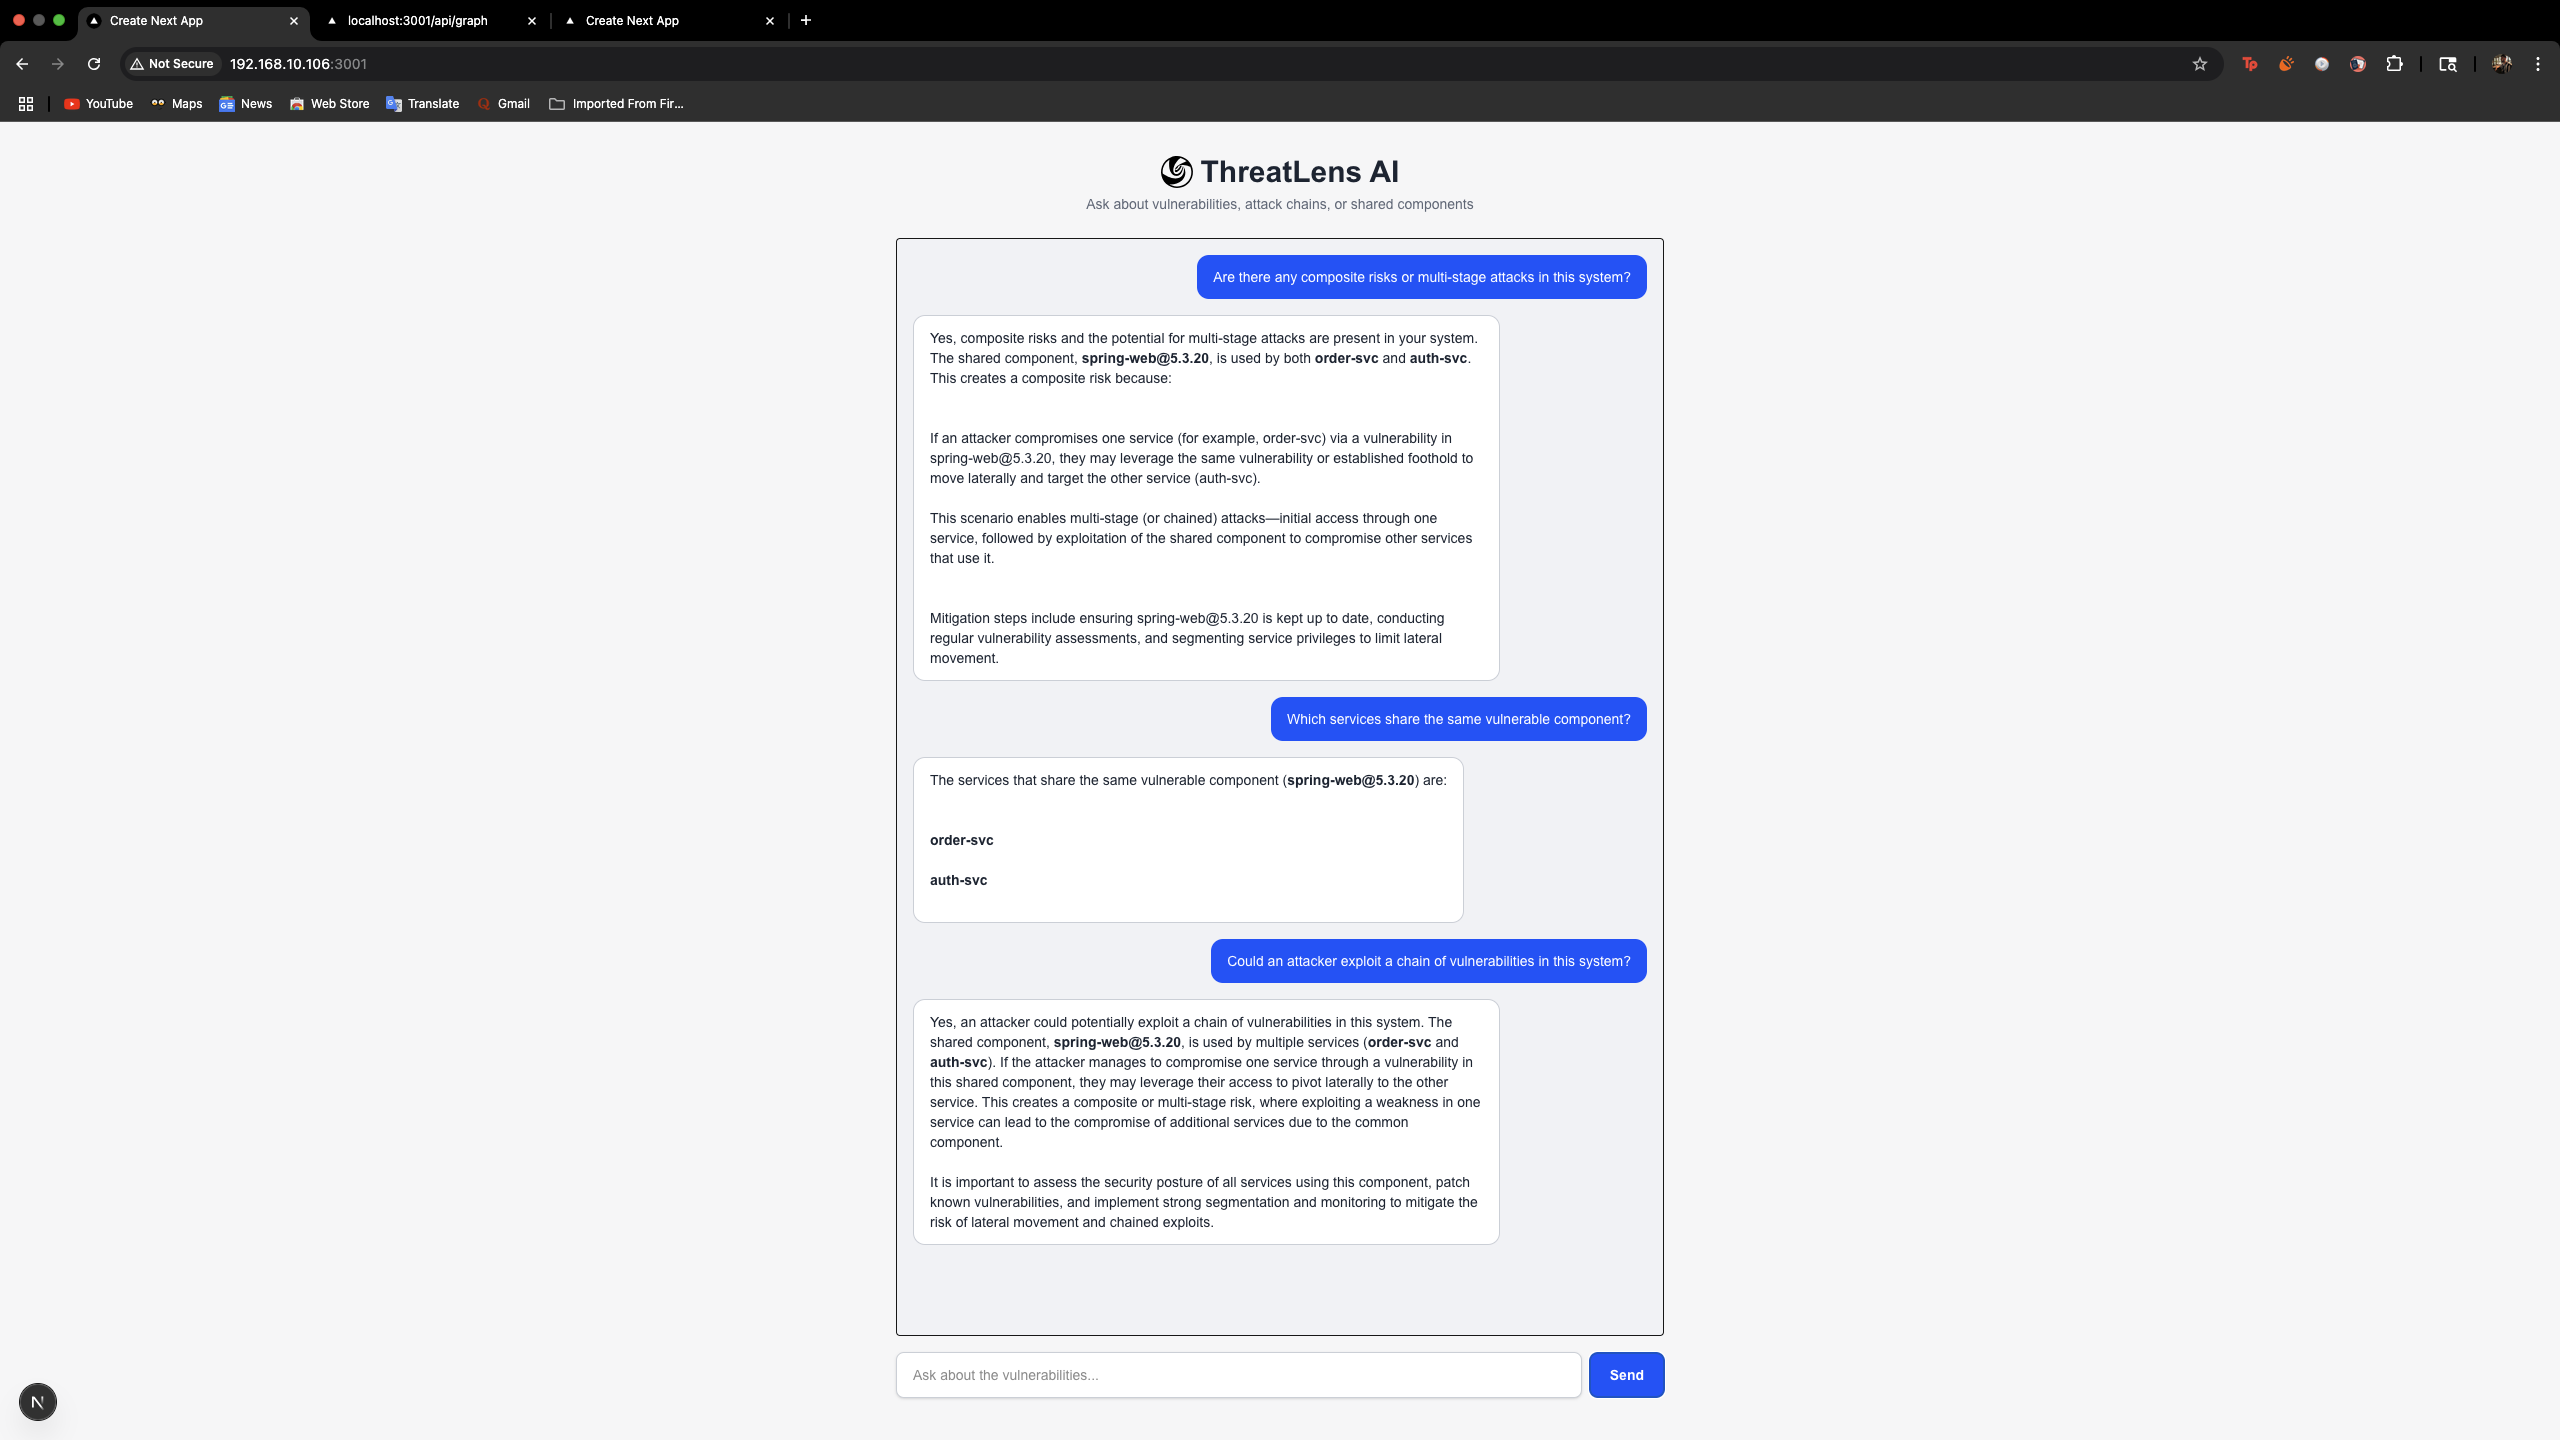 Create Next App
localhost:3001/api/graph
Create Next App
Not Secure 192.168.10.106:3001
Tp
YouTube Maps News Web Store Translate Gmail Imported From Fir...
ThreatLens AI
Ask about vulnerabilities, attack chains, or shared components
Are there any composite risks or multi-stage attacks in this system?
Yes, composite risks and the potential for multi-stage attacks are present in your system.
The shared component, spring-web@5.3.20, is used by both order-svc and auth-svc.
This creates a composite risk because:
If an attacker compromises one service (for example, order-svc) via a vulnerability in
spring-web@5.3.20, they may leverage the same vulnerability or established foothold to
move laterally and target the other service (auth-svc).
This scenario enables multi-stage (or chained) attacks—initial access through one
service, followed by exploitation of the shared component to compromise other services
that use it.
Mitigation steps include ensuring spring-web@5.3.20 is kept up to date, conducting
regular vulnerability assessments, and segmenting service privileges to limit lateral
movement.
Which services share the same vulnerable component?
The services that share the same vulnerable component (spring-web@5.3.20) are:
order-svc
auth-svc
Could an attacker exploit a chain of vulnerabilities in this system?
Yes, an attacker could potentially exploit a chain of vulnerabilities in this system. The
shared component, spring-web@5.3.20, is used by multiple services (order-svc and
auth-svc). If the attacker manages to compromise one service through a vulnerability in
this shared component, they may leverage their access to pivot laterally to the other
service. This creates a composite or multi-stage risk, where exploiting a weakness in one
service can lead to the compromise of additional services due to the common
component.
It is important to assess the security posture of all services using this component, patch
known vulnerabilities, and implement strong segmentation and monitoring to mitigate the
risk of lateral movement and chained exploits.
Ask about the vulnerabilities...
Send
N